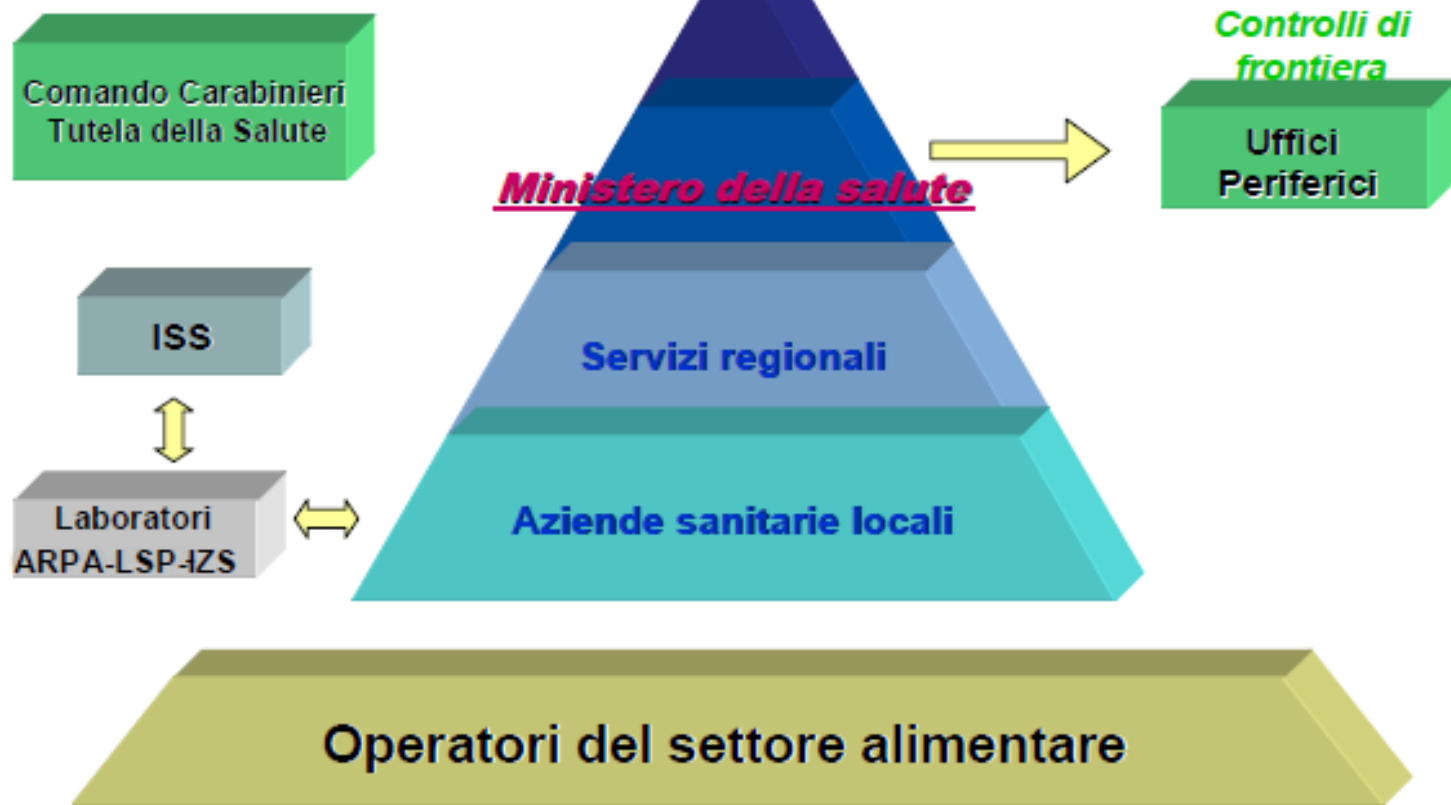 Controlli di
frontiera
Comando Carabinieri
Tutela della Salute
Uffici
Periferici
Ministero della salute
ISS
Servizi regionali
Laboratori
ARPA-LSP-IZS
Aziende sanitarie locali
Operatori del settore alimentare